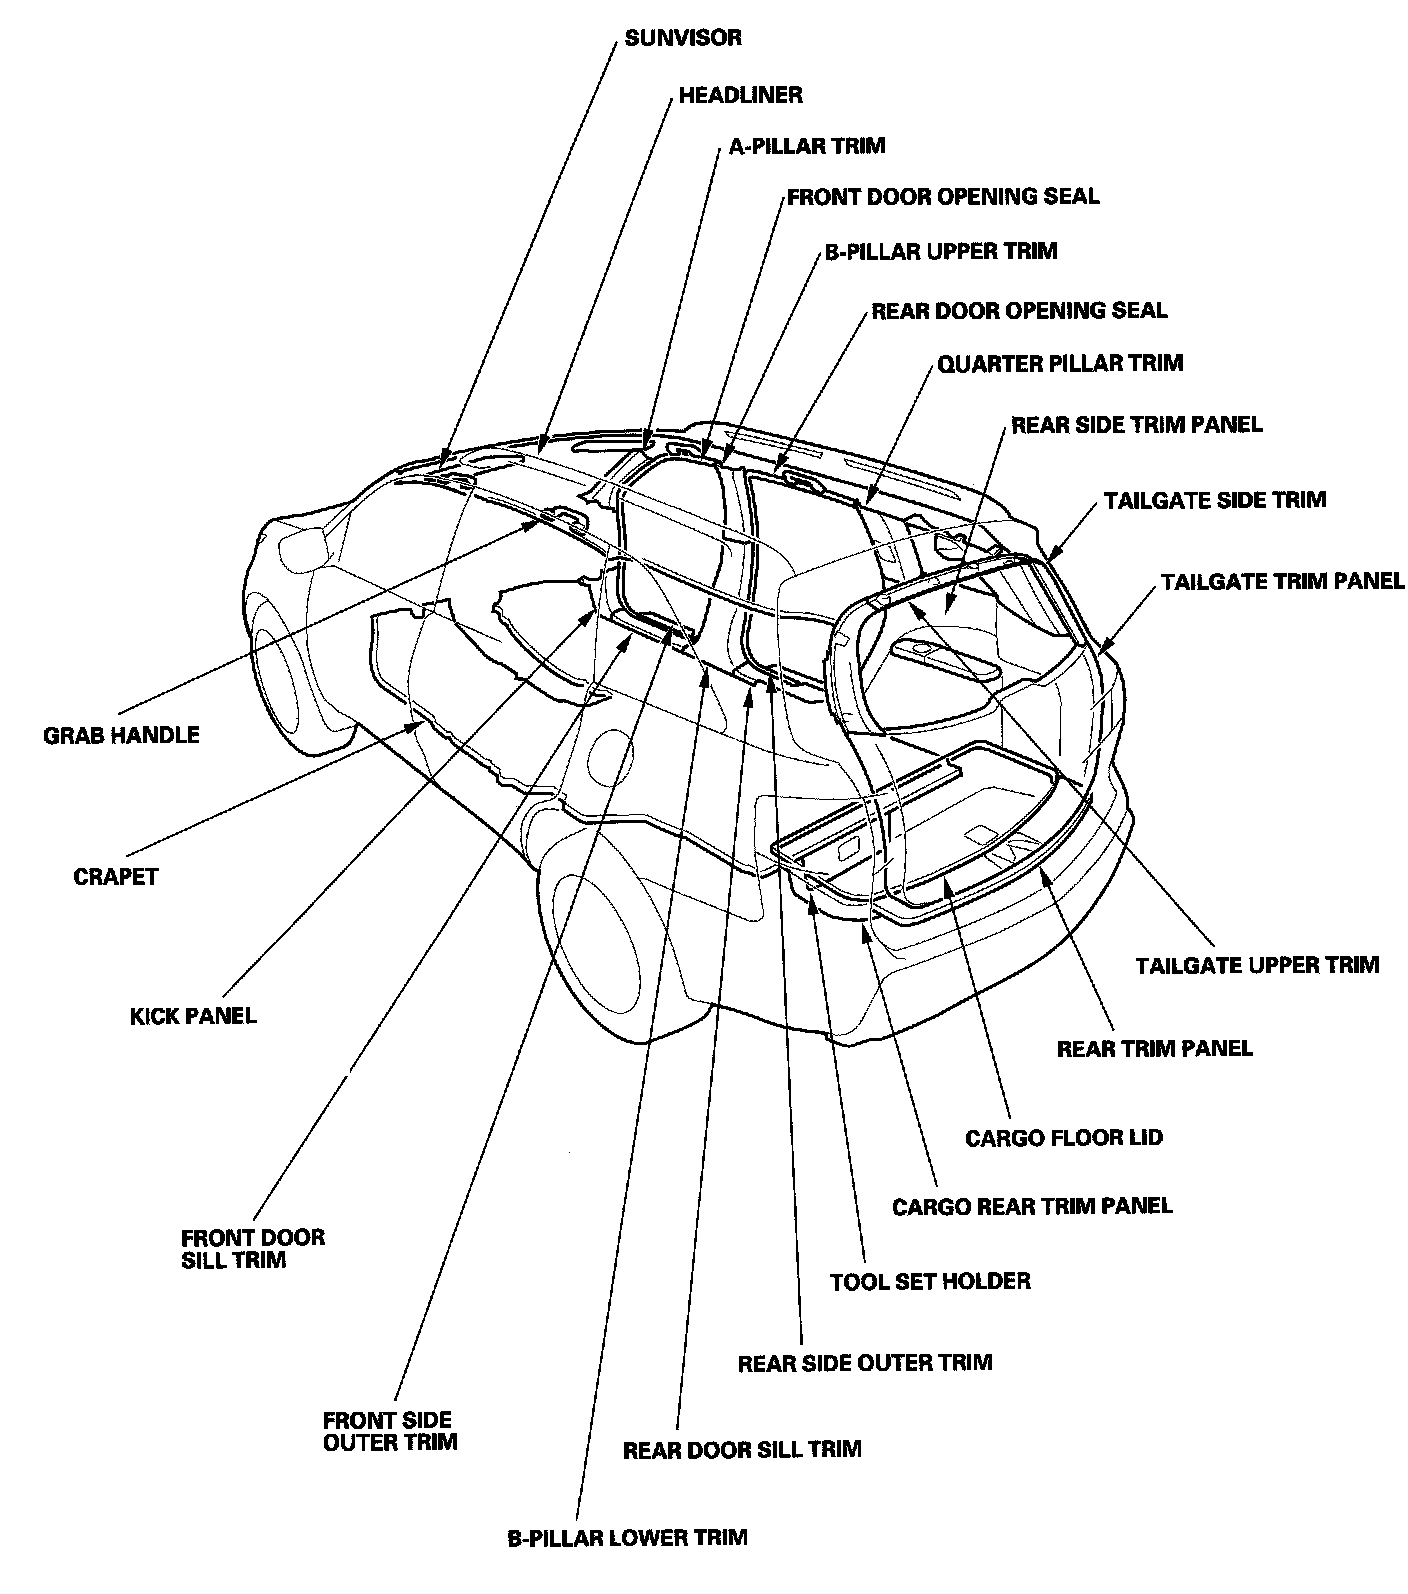 SUNVISOR
HEADLINER
A-PILLAR TRIM
FRONT DOOR OPENING SEAL
B-PILLAR UPPER TRIM
REAR DOOR OPENING SEAL
QUARTER PILLAR TRIM
REAR SIDE TRIM PANEL
TAILGATE SIDE TRIM
TAILGATE TRIM PANEL
GRAB HANDLE
CRAPET
KICK PANEL
TAILGATE UPPER TRIM
REAR TRIM PANEL
CARGO FLOOR LID
CARGO REAR TRIM PANEL
FRONT DOOR
SILL TRIM
TOOL SET HOLDER
REAR SIDE OUTER TRIM
FRONT SIDE
OUTER TRIM
REAR DOOR SILL TRIM
B-PILLAR LOWER TRIM